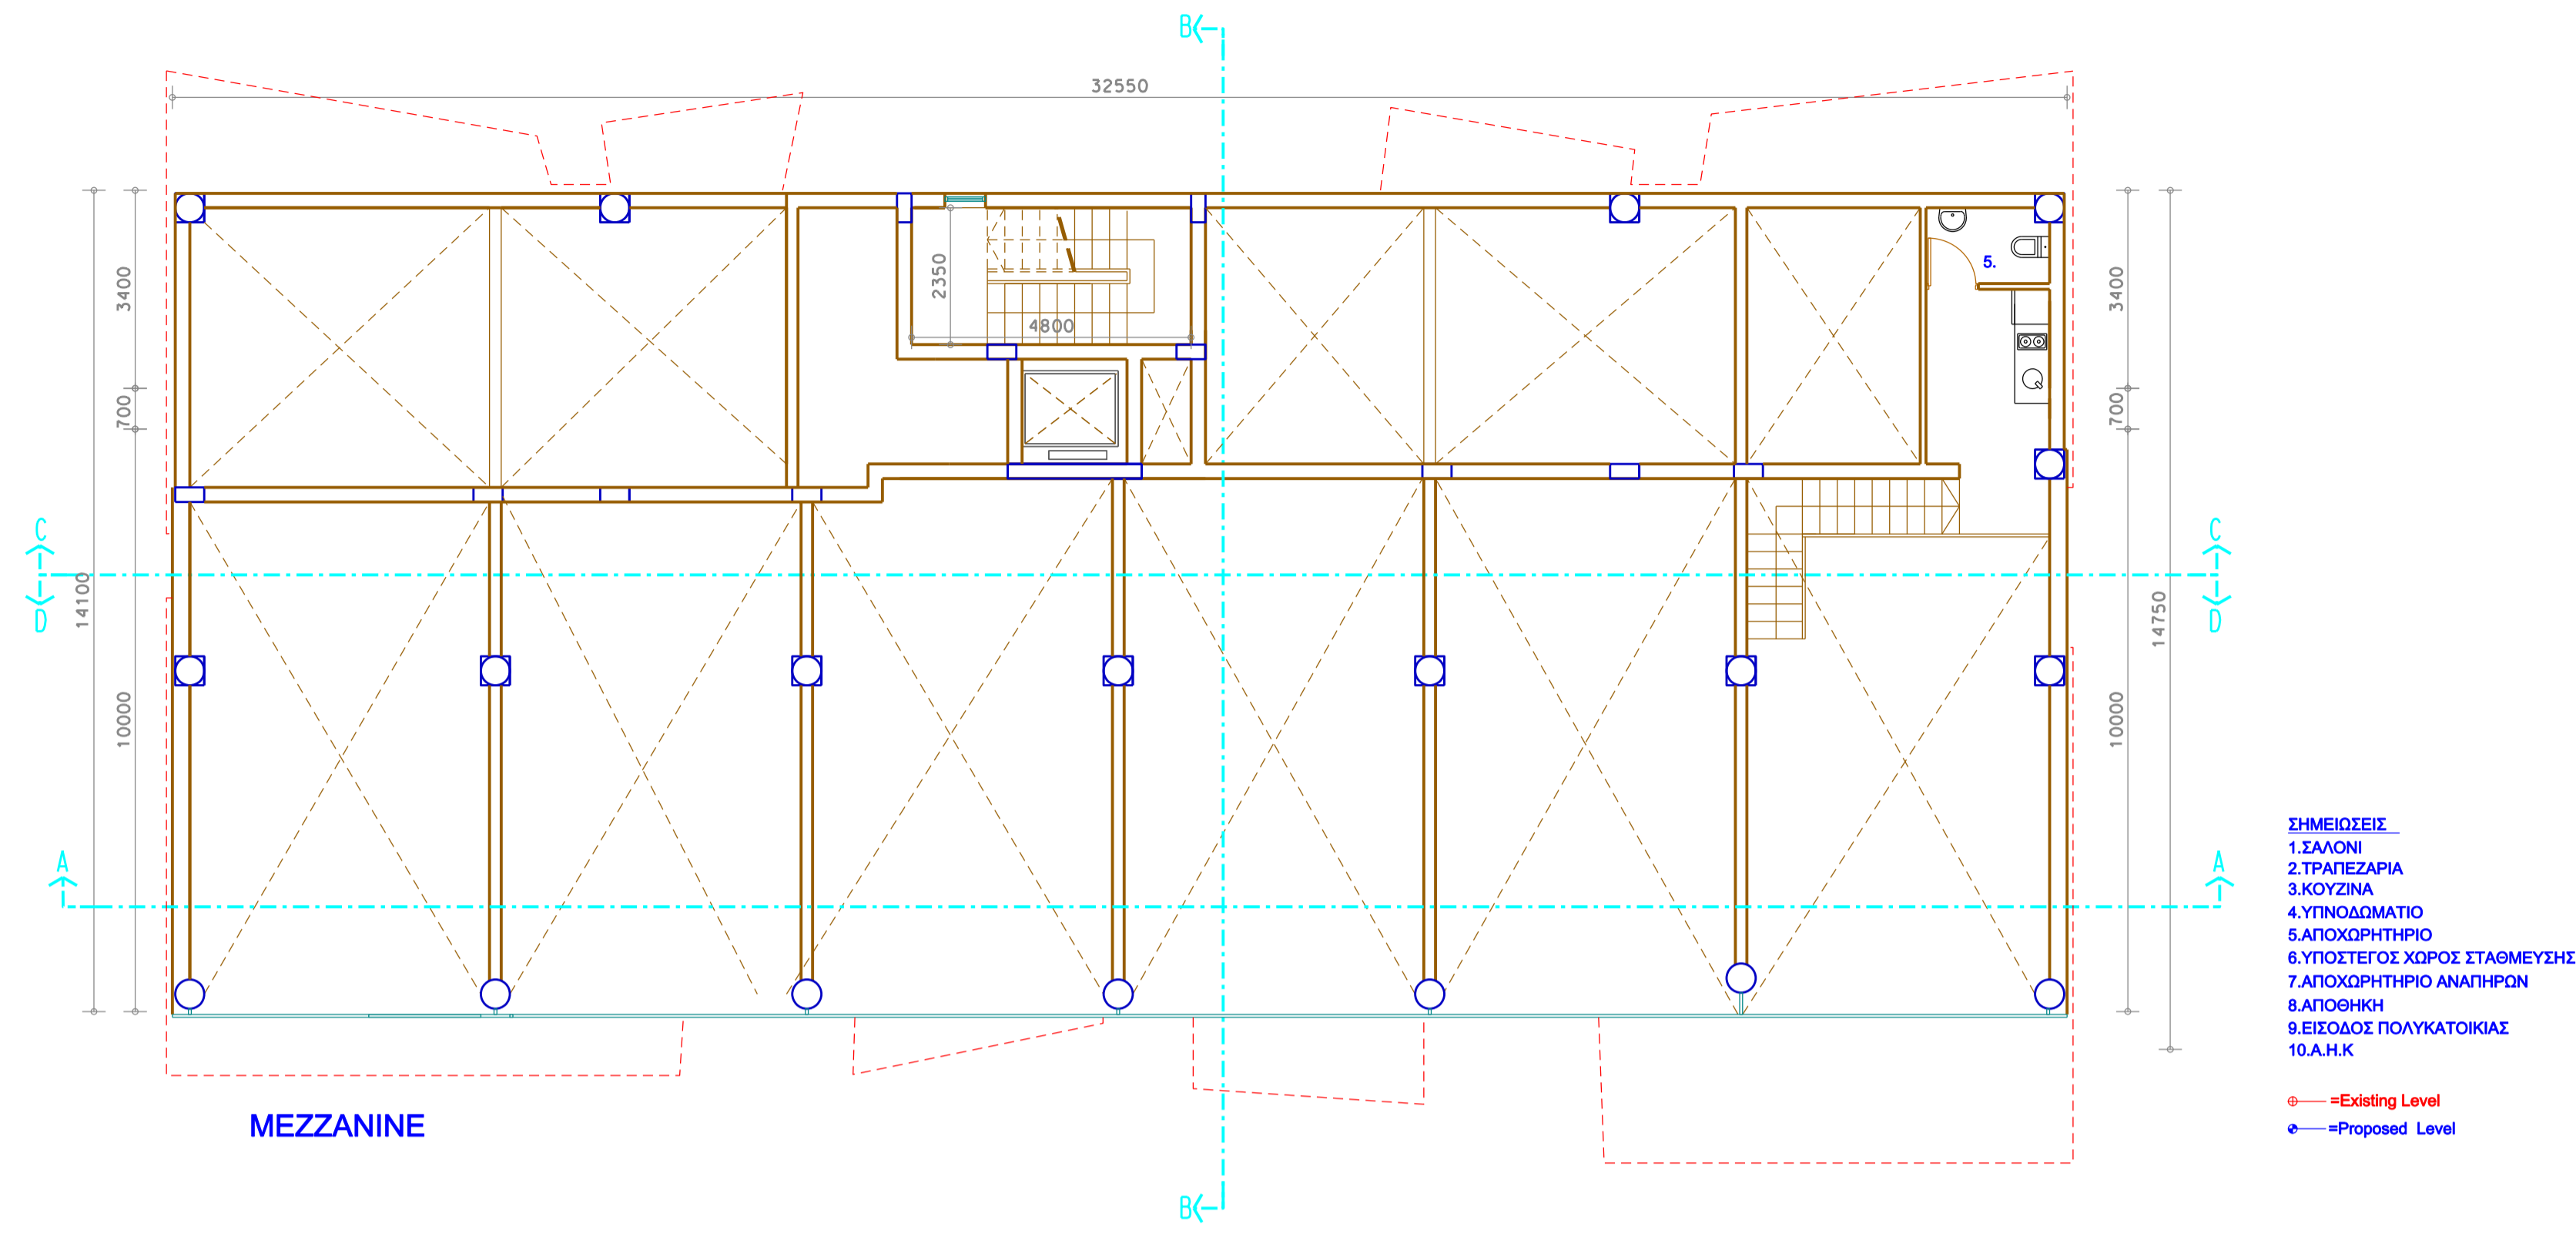 B
32550
3400
2350
5.
3400
4800
700
700
C
C
14100
D
D
14750
10000
10000
A
A
ΣΗΜΕΙΩΣΕΙΣ
1.ΣΑΛΟΝΙ
2.ΤΡΑΠΕΖΑΡΙΑ
3.ΚΟΥΖΙΝΑ
4.ΥΠΝΟΔΩΜΑΤΙΟ
5.ΑΠΟΧΩΡΗΤΗΡΙΟ
6.ΥΠΟΣΤΕΓΟΣ ΧΩΡΟΣ ΣΤΑΘΜΕΥΣΗΣ
7.ΑΠΟΧΩΡΗΤΗΡΙΟ ΑΝΑΠΗΡΩΝ
8.ΑΠΟΘΗΚΗ
9.ΕΙΣΟΔΟΣ ΠΟΛΥΚΑΤΟΙΚΙΑΣ
10.Α.Η.Κ
=Existing Level
=Proposed Level
MEZZANINE
B